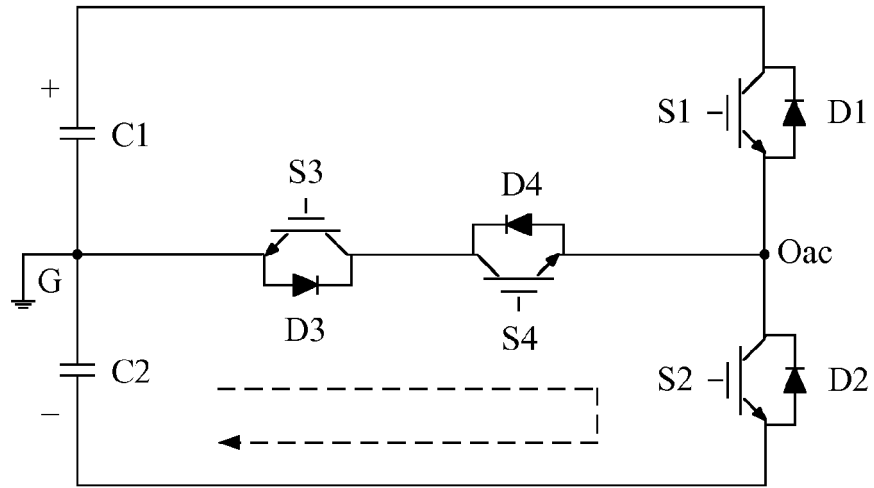 +
S1
D1
C1
S3
D4
G
Oac
D3
S4
C2
S2
D2
−